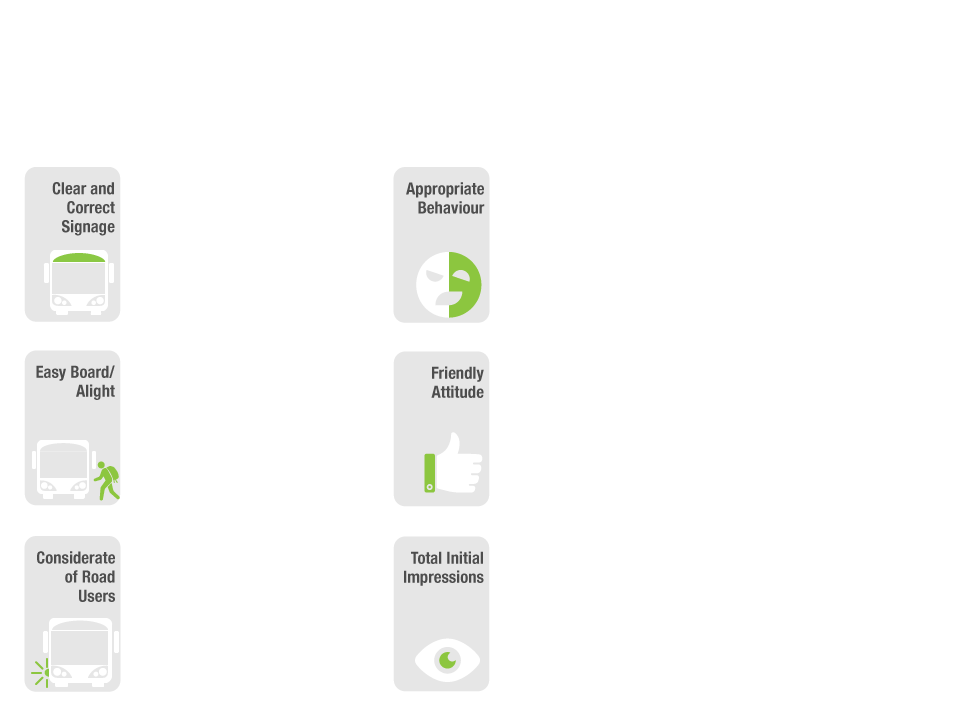 Clear and
Correct
Signage
Appropriate
Behaviour
Easy Board/
Alight
Friendly
Attitude
Considerate
of Road
Users
Total Initial
Impressions